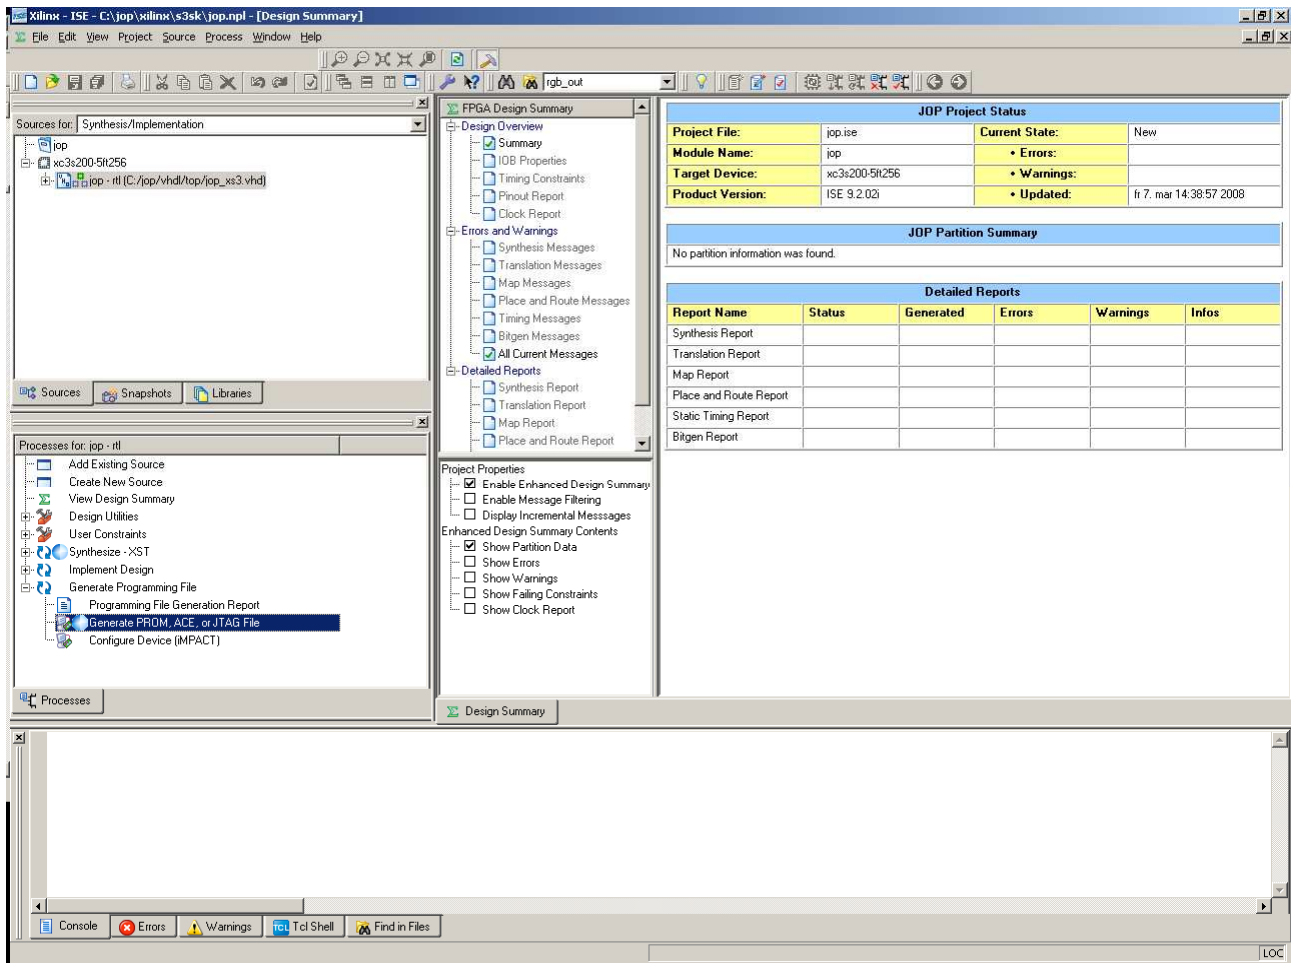 Xilinx - ISE - C:\jop\xilinx\s3sk\jop.npl - [Design Summary]
File Edit View Project Source Process Window Help
rgb_out
Sources for: Synthesis/Implementation
jop
xc3s200-5ft256
jop - rtl (C:/jop/vhdl/top/jop_xs3.vhd)
Sources Snapshots Libraries
Processes for: jop - rtl
Add Existing Source
Create New Source
View Design Summary
Design Utilities
User Constraints
Synthesize - XST
Implement Design
Generate Programming File
Programming File Generation Report
Generate PROM, ACE, or JTAG File
Configure Device (iMPACT)
Processes
FPGA Design Summary
Design Overview
Summary
IOB Properties
Timing Constraints
Pinout Report
Clock Report
Errors and Warnings
Synthesis Messages
Translation Messages
Map Messages
Place and Route Messages
Timing Messages
Bitgen Messages
All Current Messages
Detailed Reports
Synthesis Report
Translation Report
Map Report
Place and Route Report
Project Properties
Enable Enhanced Design Summary
Enable Message Filtering
Display Incremental Messsages
Enhanced Design Summary Contents
Show Partition Data
Show Errors
Show Warnings
Show Failing Constraints
Show Clock Report
Design Summary
JOP Project Status
Project File: jop.ise Current State: New
Module Name: jop • Errors:
Target Device: xc3s200-5ft256 • Warnings:
Product Version: ISE 9.2.02i • Updated: fr 7. mar 14:38:57 2008
JOP Partition Summary
No partition information was found.
Detailed Reports
Report Name Status Generated Errors Warnings Infos
Synthesis Report
Translation Report
Map Report
Place and Route Report
Static Timing Report
Bitgen Report
Console Errors Warnings TCL Tcl Shell Find in Files